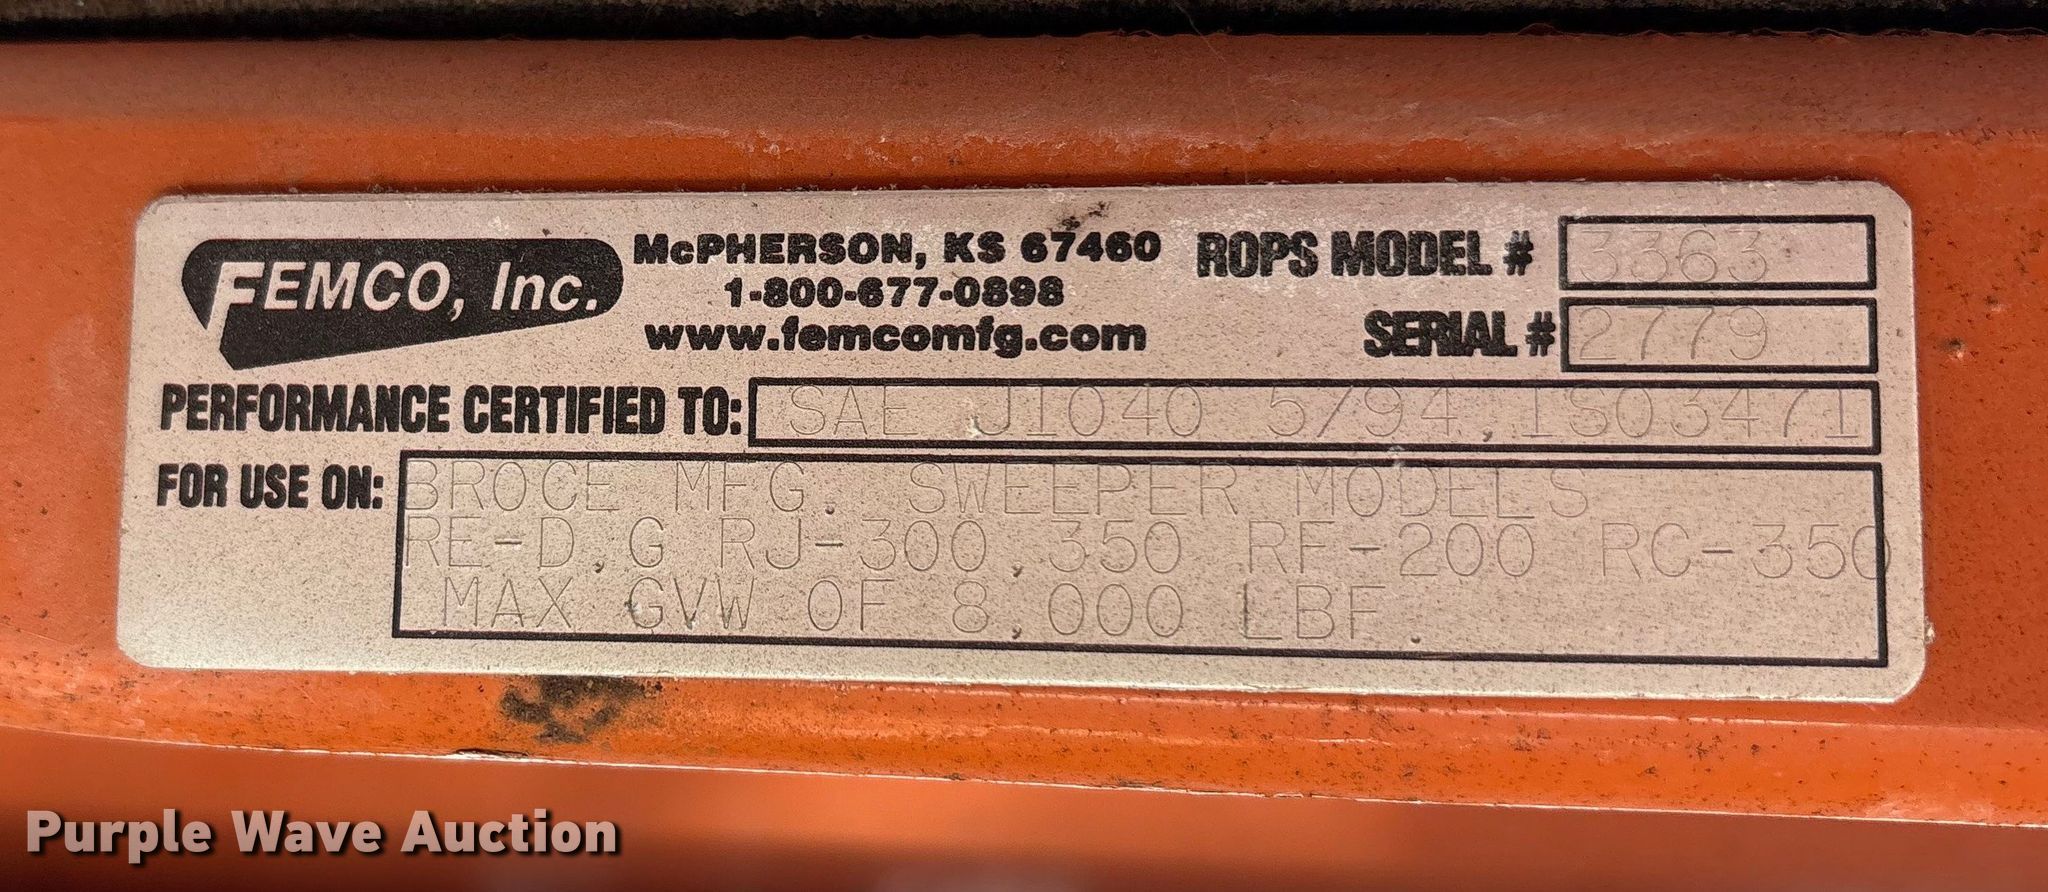 FEMCO, Inc.
McPHERSON, KS 67460
1-800-677-0898
www.femcomfg.com
ROPS MODEL # 3363
SERIAL # 2779
PERFORMANCE CERTIFIED TO: SAE J1040 5/94,ISO3471
FOR USE ON: BROCE MFG. SWEEPER MODELS
RE-D,G RJ-300,350 RF-200 RC-350
MAX GVW OF 8,000 LBF.
Purple Wave Auction